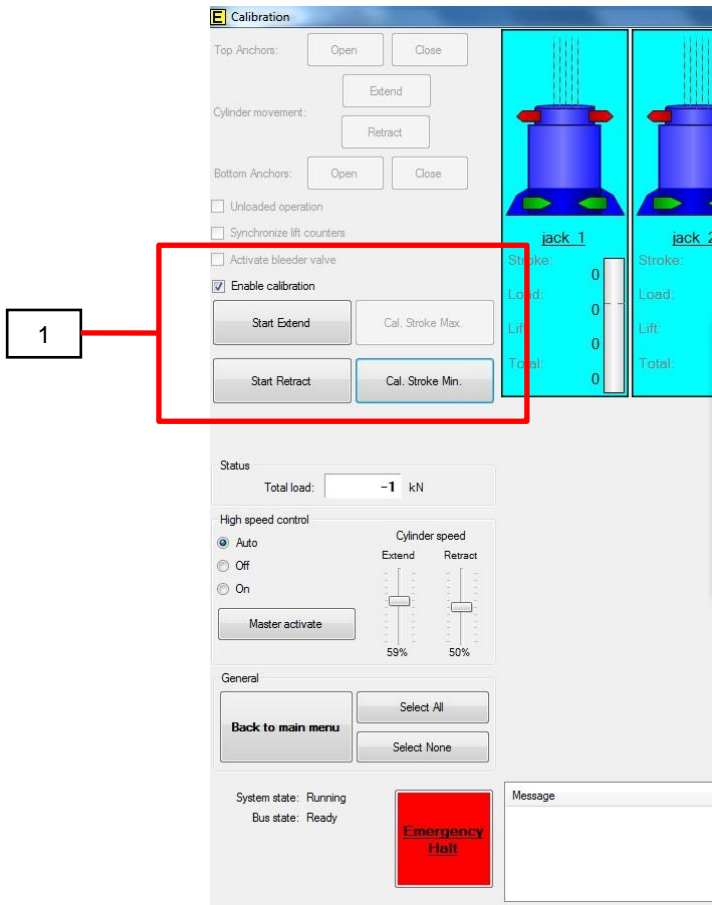 E Calibration
Top Anchors: Open Close
Extend
Cylinder movement:
Retract
Bottom Anchors: Open Close
Unloaded operation
Synchronize lift counters
Activate bleeder valve
Enable calibration
Start Extend Cal. Stroke Max.
Start Retract Cal. Stroke Min.
1
jack 1
Stroke:
0
Load:
0
Lift:
0
Total:
0
jack 2
Stroke:
Load:
Lift:
Total:
Status
Total load: -1 kN
High speed control
Auto
Off
On
Master activate
Cylinder speed
Extend Retract
59% 50%
General
Back to main menu
Select All
Select None
System state: Running
Bus state: Ready
Emergency
Halt
Message